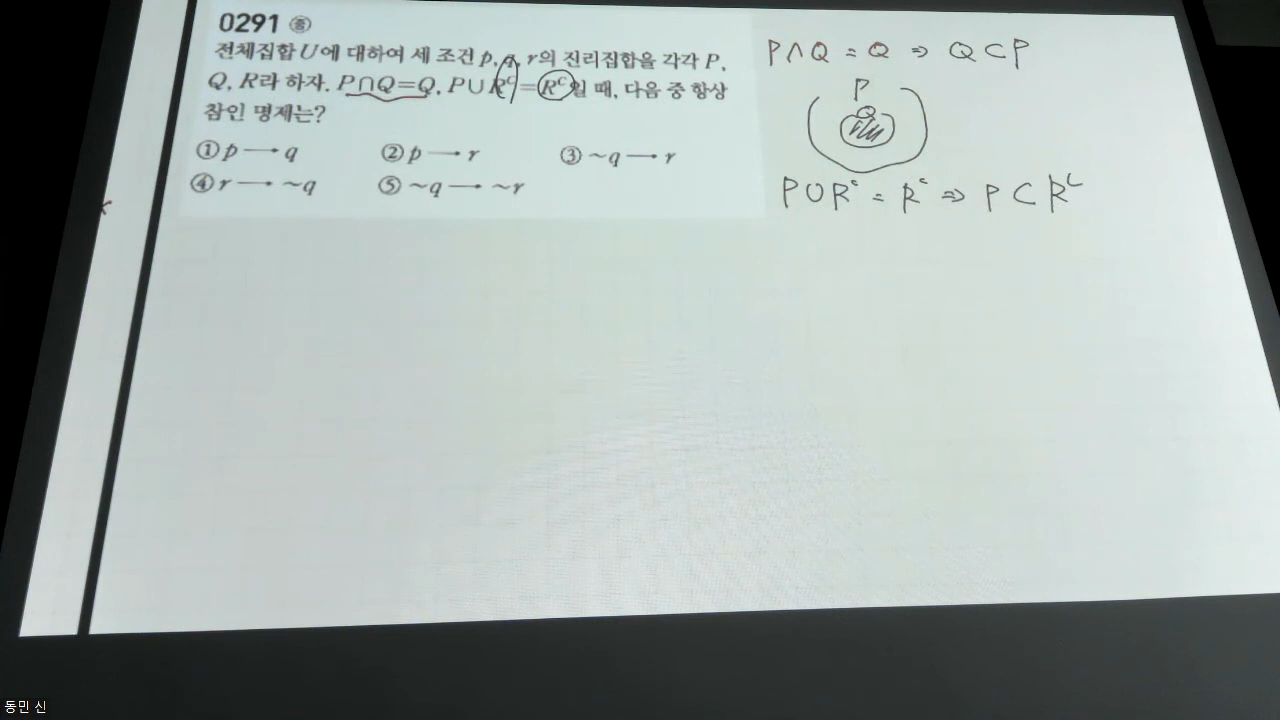 0291 중
전체집합 U에 대하여 세 조건 p, q, r의 진리집합을 각각 P,
Q, R라 하자. P∩Q=Q, P∪R^C=R^C일 때, 다음 중 항상
참인 명제는?
① p → q ② p → r ③ ~q → r
④ r → ~q ⑤ ~q → ~r
P∩Q = Q ⇒ Q⊂P
P
Q
P∪R^c = R^c ⇒ P ⊂ R^c
동민 신